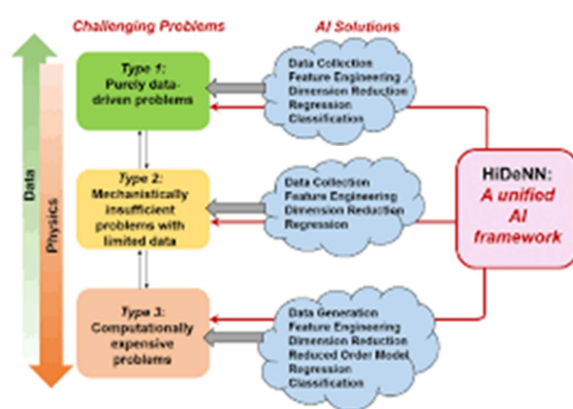 Challenging Problems
AI Solutions
Data
Physics
Type 1:
Purely data-
driven problems
Data Collection
Feature Engineering
Dimension Reduction
Regression
Classification
Type 2:
Mechanistically
insufficient
problems with
limited data
Data Collection
Feature Engineering
Dimension Reduction
Regression
HiDeNN:
A unified
AI
framework
Type 3:
Computationally
expensive
problems
Data Generation
Feature Engineering
Dimension Reduction
Reduced Order Model
Regression
Classification